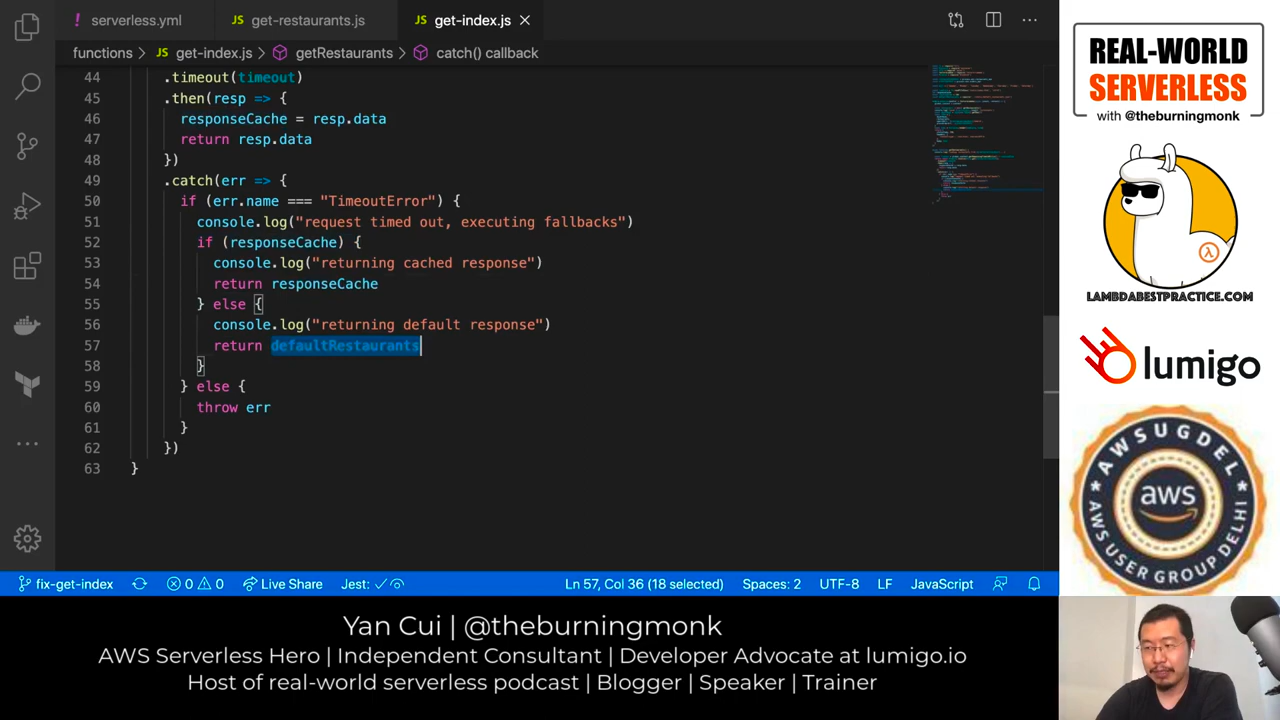 serverless.yml
JS get-restaurants.js
JS get-index.js
functions > JS get-index.js > getRestaurants > catch() callback
44 .timeout(timeout)
45 .then(resp => {
46 responseCache = resp.data
47 return resp.data
48 })
49 .catch(err => {
50 if (err.name === "TimeoutError") {
51 console.log("request timed out, executing fallbacks")
52 if (responseCache) {
53 console.log("returning cached response")
54 return responseCache
55 } else {
56 console.log("returning default response")
57 return defaultRestaurants
58 }
59 } else {
60 throw err
61 }
62 })
63 }
fix-get-index
0 0
Live Share
Jest:
Ln 57, Col 36 (18 selected)
Spaces: 2
UTF-8
LF
JavaScript
REAL-WORLD
SERVERLESS
with @theburningmonk
λ
LAMBDABESTPRACTICE.COM
lumigo
AWSUGDEL
aws
AWS USER GROUP DELHI
Yan Cui | @theburningmonk
AWS Serverless Hero | Independent Consultant | Developer Advocate at lumigo.io
Host of real-world serverless podcast | Blogger | Speaker | Trainer